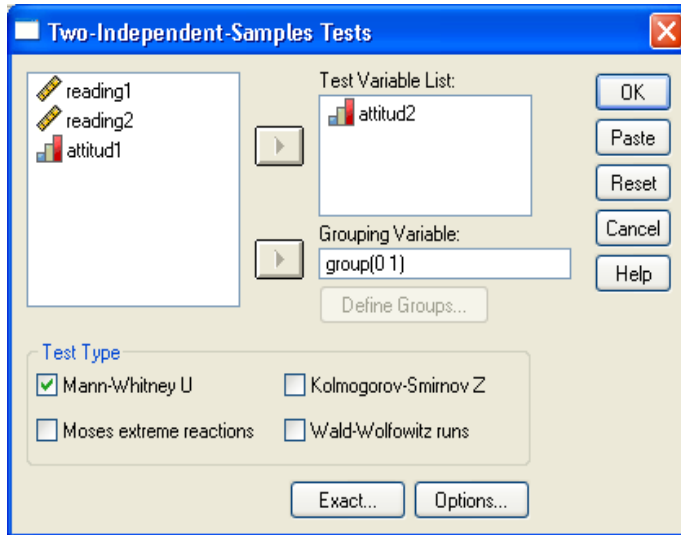 Two-Independent-Samples Tests
reading1
reading2
attitud1
Test Variable List:
attitud2
Grouping Variable:
group(0 1)
Define Groups...
OK
Paste
Reset
Cancel
Help
Test Type
Mann-Whitney U
Kolmogorov-Smirnov Z
Moses extreme reactions
Wald-Wolfowitz runs
Exact...
Options...